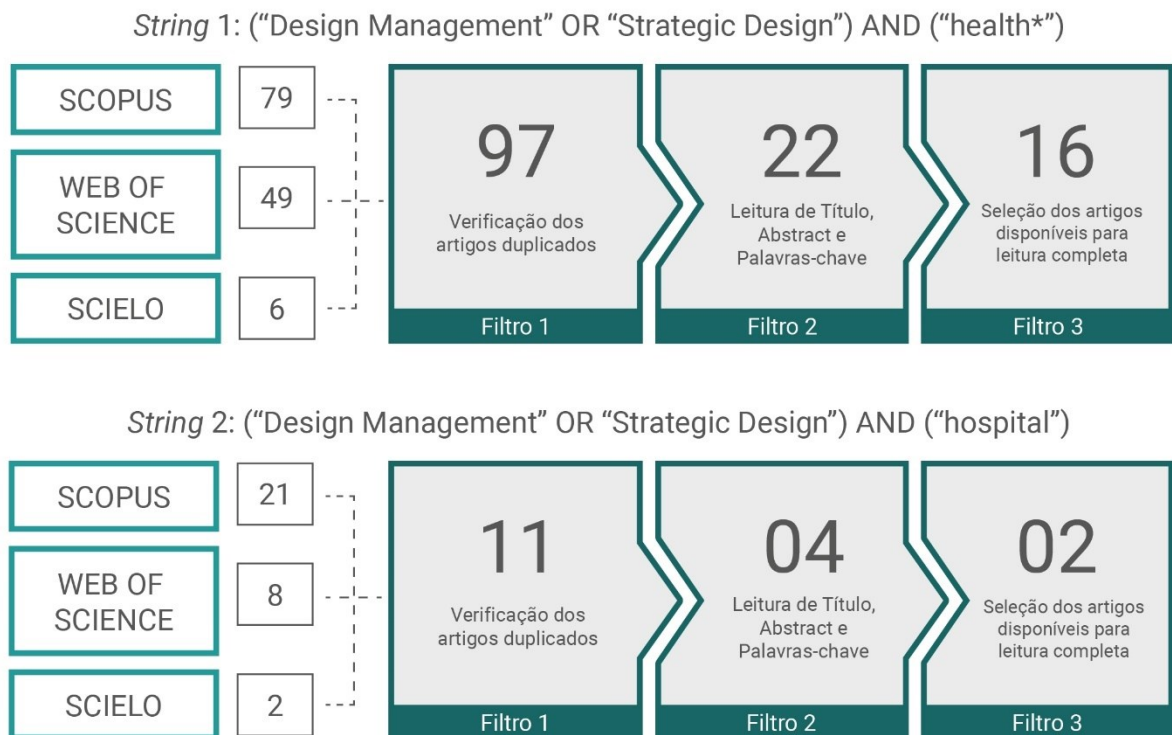 String 1: (“Design Management” OR “Strategic Design”) AND (“health*”)
SCOPUS
79
WEB OF
SCIENCE
49
SCIELO
6
97
Verificação dos
artigos duplicados
Filtro 1
22
Leitura de Título,
Abstract e
Palavras-chave
Filtro 2
16
Seleção dos artigos
disponíveis para
leitura completa
Filtro 3
String 2: (“Design Management” OR “Strategic Design”) AND (“hospital”)
SCOPUS
21
WEB OF
SCIENCE
8
SCIELO
2
11
Verificação dos
artigos duplicados
Filtro 1
04
Leitura de Título,
Abstract e
Palavras-chave
Filtro 2
02
Seleção dos artigos
disponíveis para
leitura completa
Filtro 3